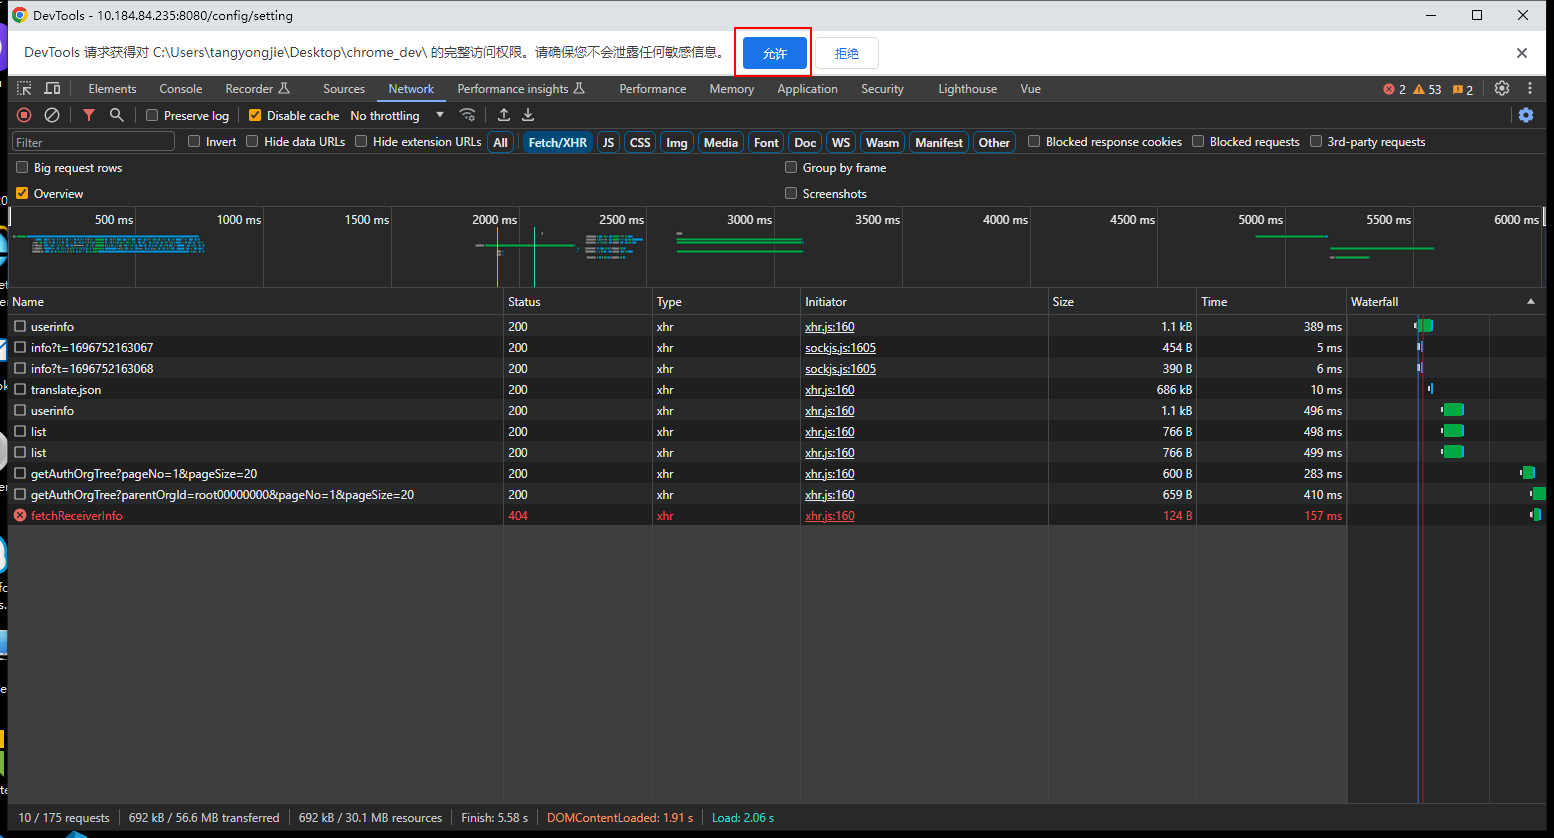 DevTools - 10.184.84.235:8080/config/setting
DevTools 请求获得对 C:\Users\tangyongjie\Desktop\chrome_dev\ 的完整访问权限。请确保您不会泄露任何敏感信息。 允许 拒绝
Elements Console Recorder Sources Network Performance insights Performance Memory Application Security Lighthouse Vue 2 53 2
Preserve log Disable cache No throttling
Filter Invert Hide data URLs Hide extension URLs All Fetch/XHR JS CSS Img Media Font Doc WS Wasm Manifest Other Blocked response cookies Blocked requests 3rd-party requests
Big request rows Group by frame
Overview Screenshots
500 ms 1000 ms 1500 ms 2000 ms 2500 ms 3000 ms 3500 ms 4000 ms 4500 ms 5000 ms 5500 ms 6000 ms
Name Status Type Initiator Size Time Waterfall
userinfo 200 xhr xhr.js:160 1.1 kB 389 ms
info?t=1696752163067 200 xhr sockjs.js:1605 454 B 5 ms
info?t=1696752163068 200 xhr sockjs.js:1605 390 B 6 ms
translate.json 200 xhr xhr.js:160 686 kB 10 ms
userinfo 200 xhr xhr.js:160 1.1 kB 496 ms
list 200 xhr xhr.js:160 766 B 498 ms
list 200 xhr xhr.js:160 766 B 499 ms
getAuthOrgTree?pageNo=1&pageSize=20 200 xhr xhr.js:160 600 B 283 ms
getAuthOrgTree?parentOrgId=root00000000&pageNo=1&pageSize=20 200 xhr xhr.js:160 659 B 410 ms
fetchReceiverInfo 404 xhr xhr.js:160 124 B 157 ms
10 / 175 requests 692 kB / 56.6 MB transferred 692 kB / 30.1 MB resources Finish: 5.58 s DOMContentLoaded: 1.91 s Load: 2.06 s